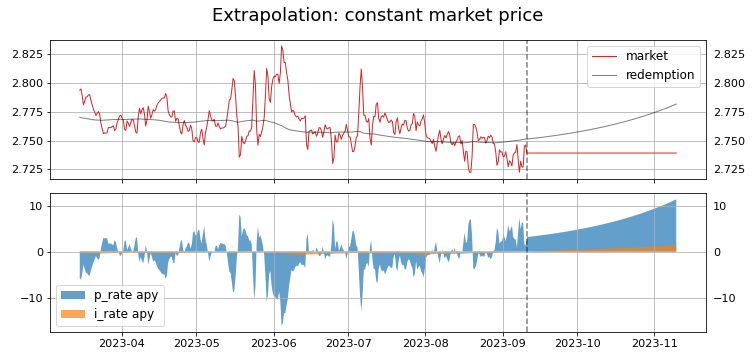 Extrapolation: constant market price
2.825 2.825
2.800 2.800
2.775 2.775
2.750 2.750
2.725 2.725
market
redemption
10 10
0 0
−10 −10
p_rate apy
i_rate apy
2023-04 2023-05 2023-06 2023-07 2023-08 2023-09 2023-10 2023-11